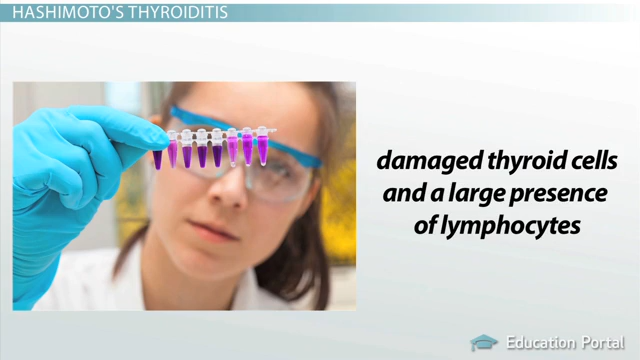 HASHIMOTO'S THYROIDITIS
damaged thyroid cells
and a large presence
of lymphocytes
Education Portal